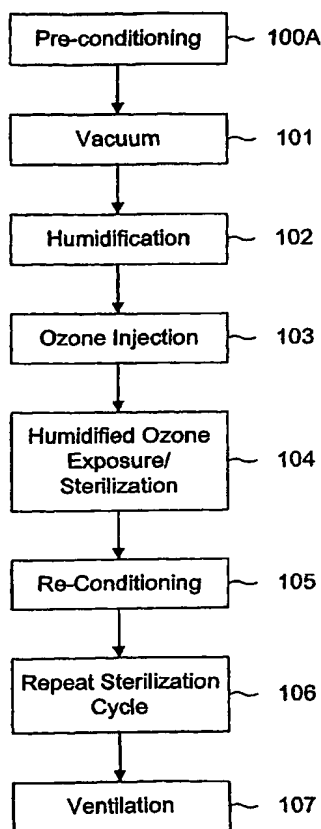 Pre-conditioning
100A
Vacuum
101
Humidification
102
Ozone Injection
103
Humidified Ozone
Exposure/
Sterilization
104
Re-Conditioning
105
Repeat Sterilization
Cycle
106
Ventilation
107